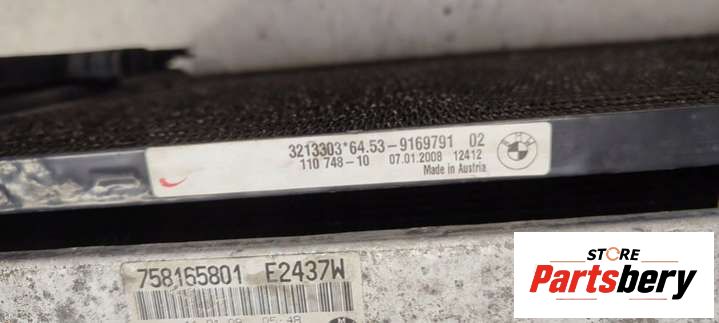 3213303*64.53-9169791 02
110 748-10 07.01.2008 12412
Made in Austria
758165801 E2437W
STORE
Partsbery